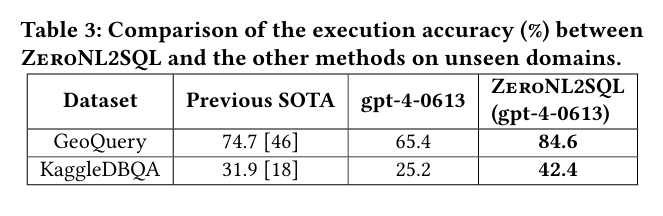 Table 3: Comparison of the execution accuracy (%) between
ZERONL2SQL and the other methods on unseen domains.
Dataset Previous SOTA gpt-4-0613 ZERONL2SQL
(gpt-4-0613)
GeoQuery 74.7 [46] 65.4 84.6
KaggleDBQA 31.9 [18] 25.2 42.4